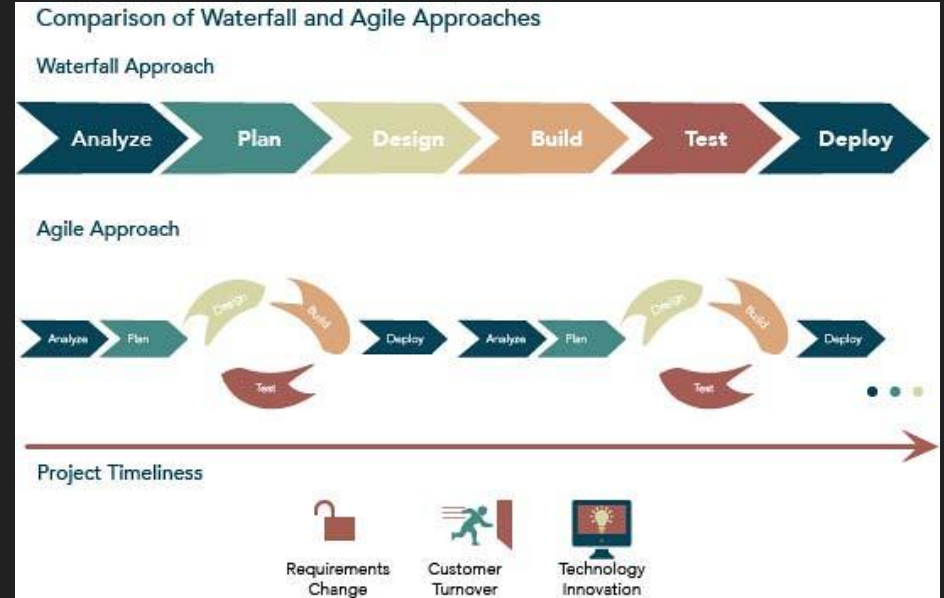 Comparison of Waterfall and Agile Approaches
Waterfall Approach
Analyze Plan Design Build Test Deploy
Agile Approach
Design Build Design Build
Analyze Plan Deploy Analyze Plan Deploy
Test Test
Project Timeliness
Requirements Change
Customer Turnover
Technology Innovation